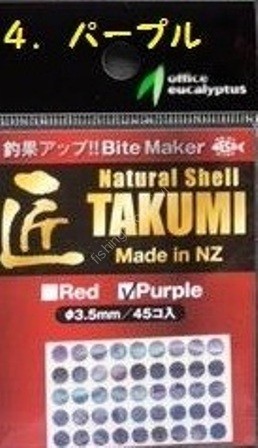 4. パープル
office
eucalyptus
釣果アップ!!Bite Maker
匠
Natural Shell
TAKUMI
Made in NZ
Red Purple
φ3.5mm/45コ入